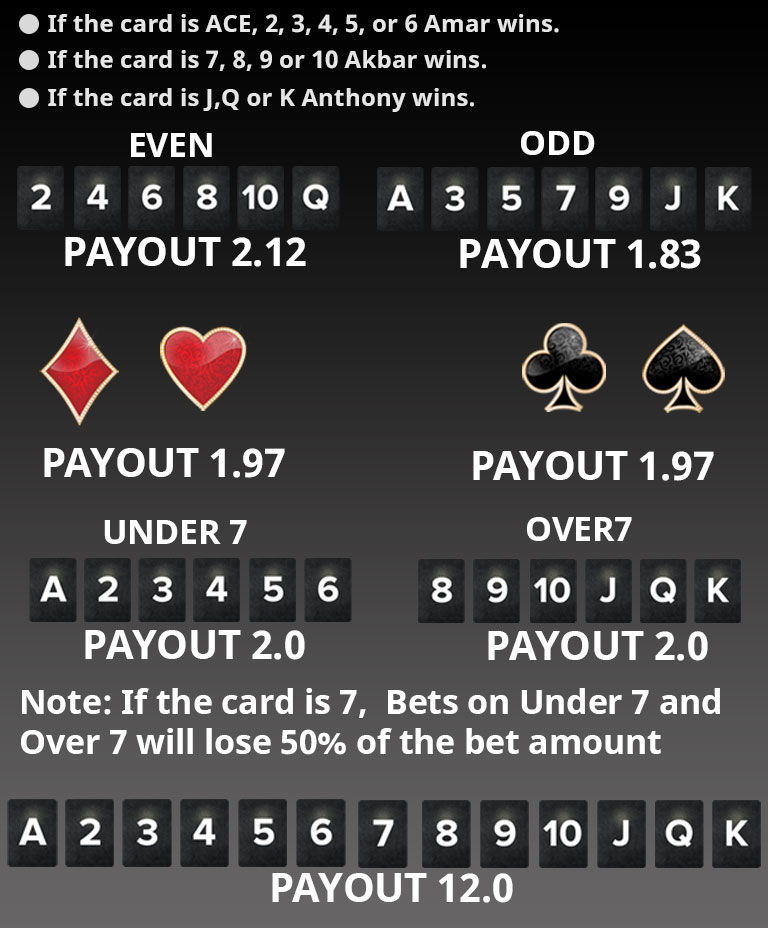 If the card is ACE, 2, 3, 4, 5, or 6 Amar wins.
If the card is 7, 8, 9 or 10 Akbar wins.
If the card is J,Q or K Anthony wins.
EVEN
ODD
2 4 6 8 10 Q
A 3 5 7 9 J K
PAYOUT 2.12
PAYOUT 1.83
PAYOUT 1.97
PAYOUT 1.97
UNDER 7
OVER7
A 2 3 4 5 6
8 9 10 J Q K
PAYOUT 2.0
PAYOUT 2.0
Note: If the card is 7, Bets on Under 7 and
Over 7 will lose 50% of the bet amount
A 2 3 4 5 6 7 8 9 10 J Q K
PAYOUT 12.0